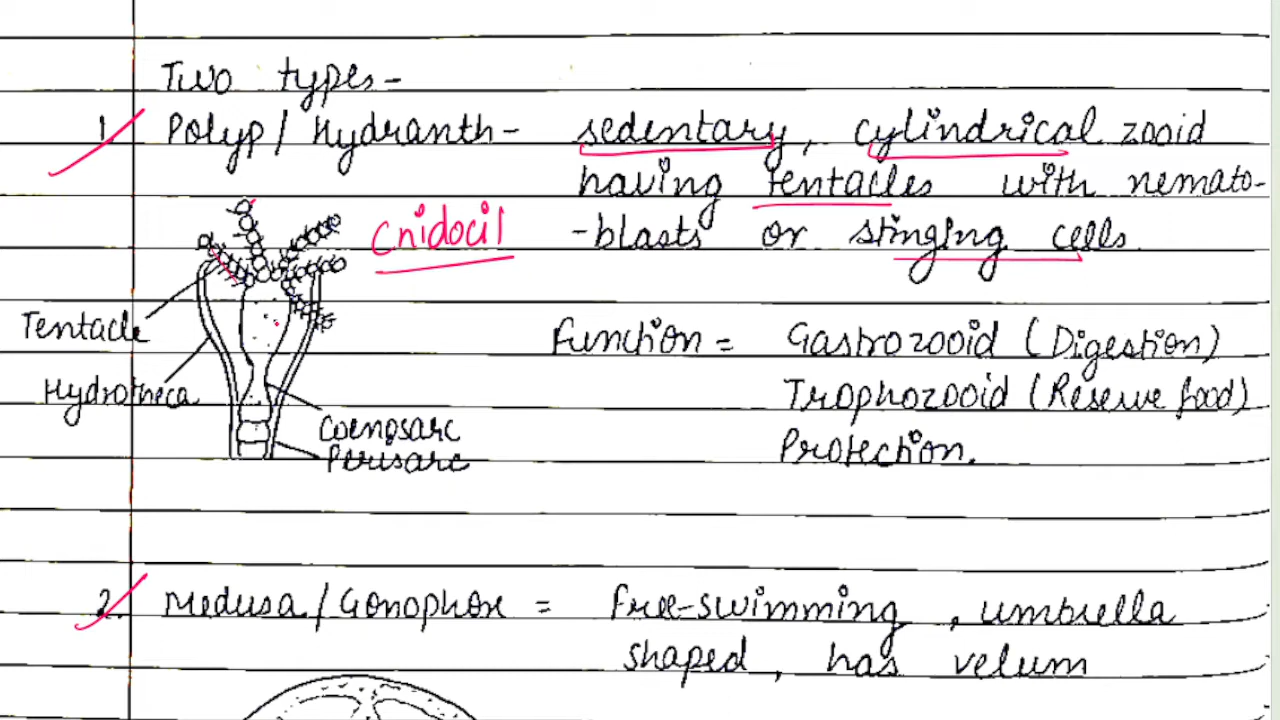 Two types-
1. Polyp/Hydranth- sedentary, cylindrical zooid
having tentacles with nemato-
Cnidocil
-blasts or stinging cells.
Tentacle
Hydrotheca
Coenosarc
Perisarc
Function = Gastrozooid (Digestion)
Trophozooid (Reserve food)
Protection.
2. Medusa/Gonophore = Free-swimming, umbrella
shaped, has velum